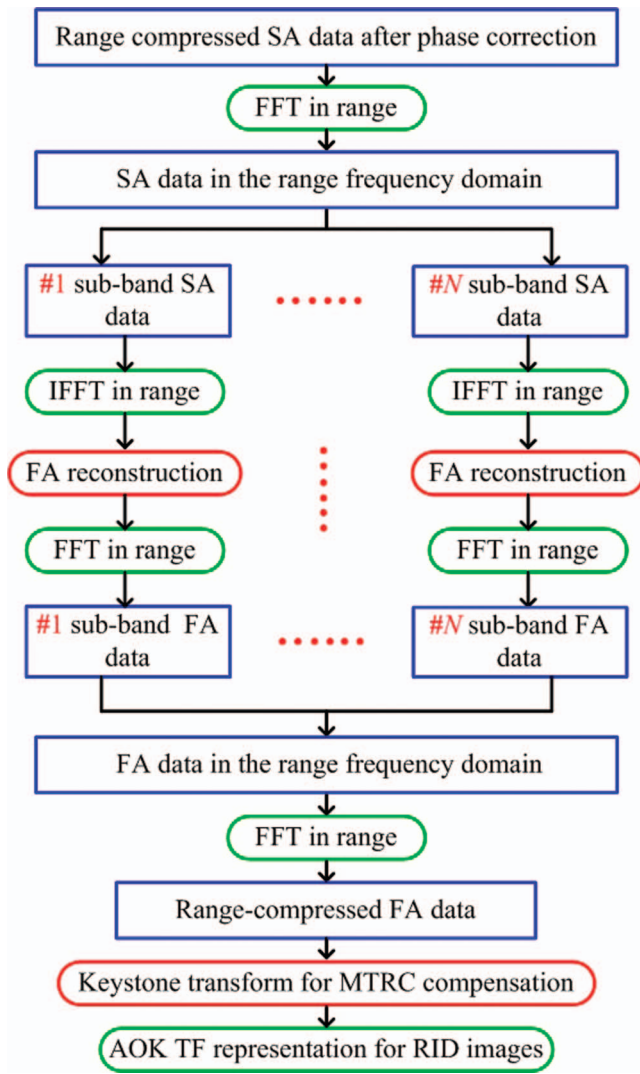 Range compressed SA data after phase correction
FFT in range
SA data in the range frequency domain
#1 sub-band SA
data
#N sub-band SA
data
IFFT in range
IFFT in range
FA reconstruction
FA reconstruction
FFT in range
FFT in range
#1 sub-band FA
data
#N sub-band FA
data
FA data in the range frequency domain
FFT in range
Range-compressed FA data
Keystone transform for MTRC compensation
AOK TF representation for RID images